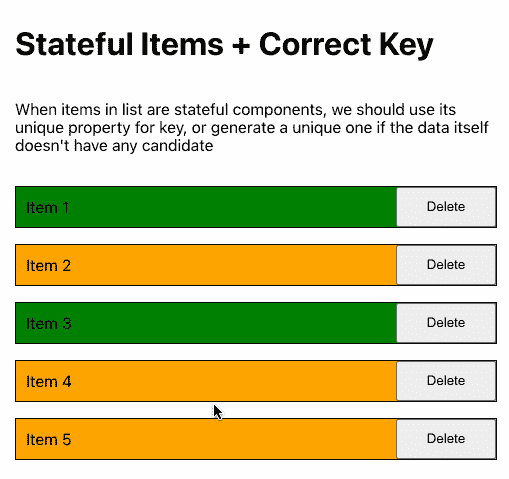 Stateful Items + Correct Key
When items in list are stateful components, we should use its
unique property for key, or generate a unique one if the data itself
doesn't have any candidate
Item 1 Delete
Item 2 Delete
Item 3 Delete
Item 4 Delete
Item 5 Delete